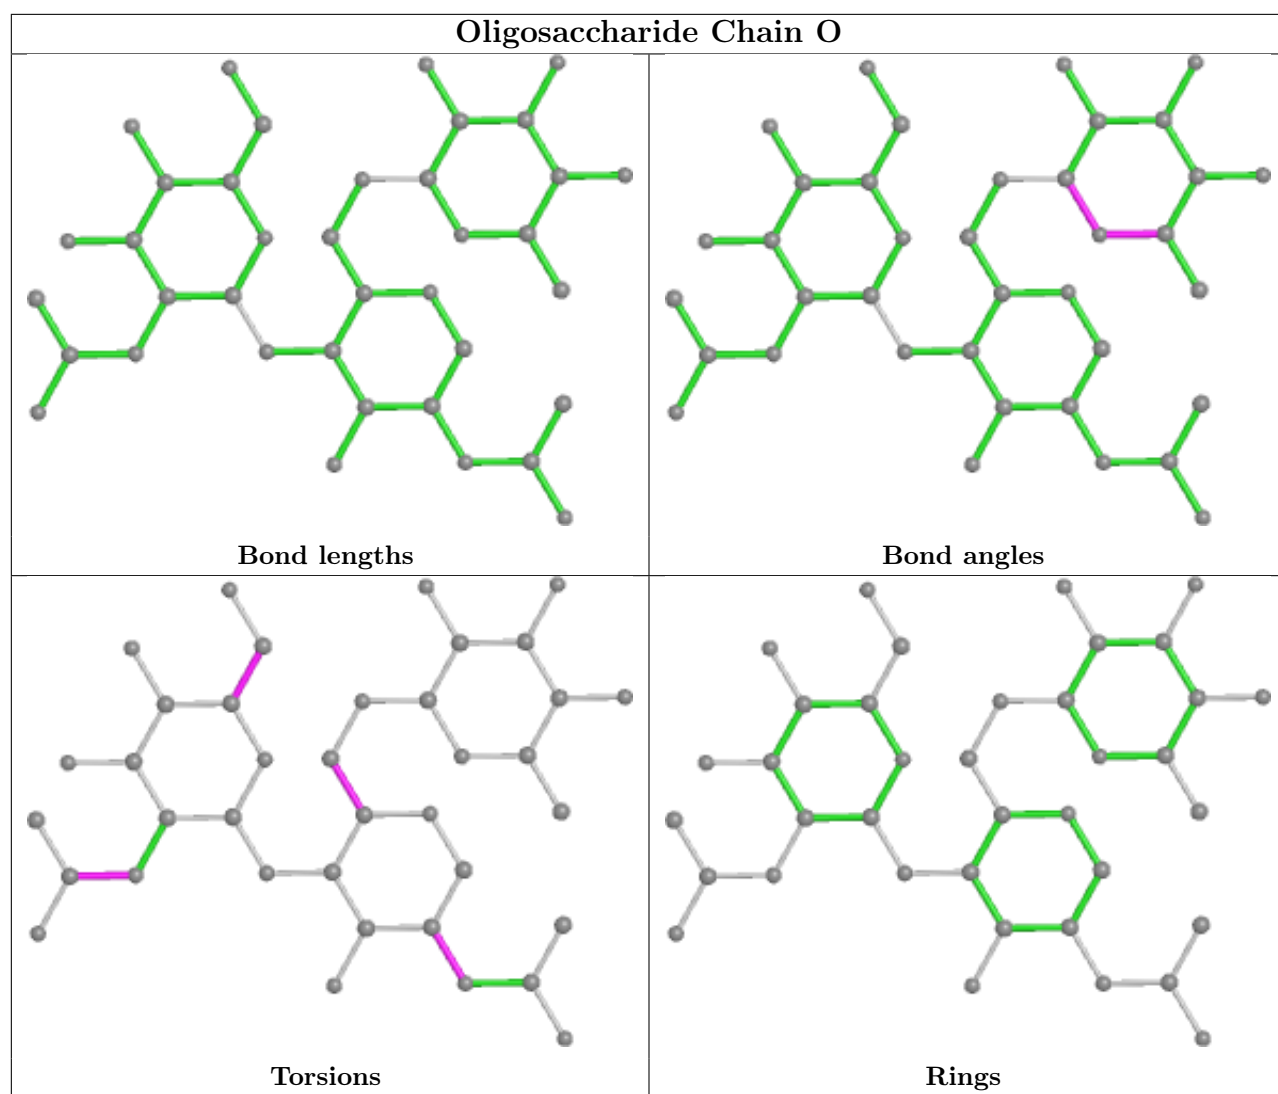 Oligosaccharide Chain O
Bond lengths
Bond angles
Torsions
Rings